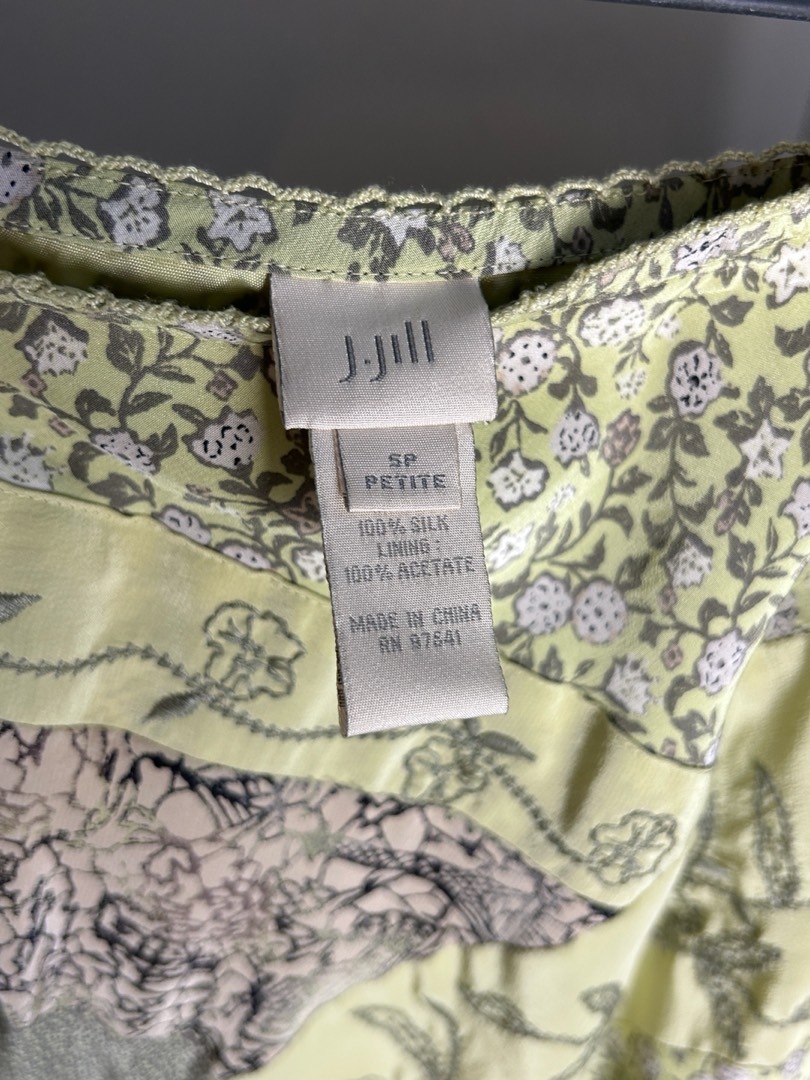 J.Jill
SP
PETITE
100% SILK
LINING:
100% ACETATE
MADE IN CHINA
RN 97641